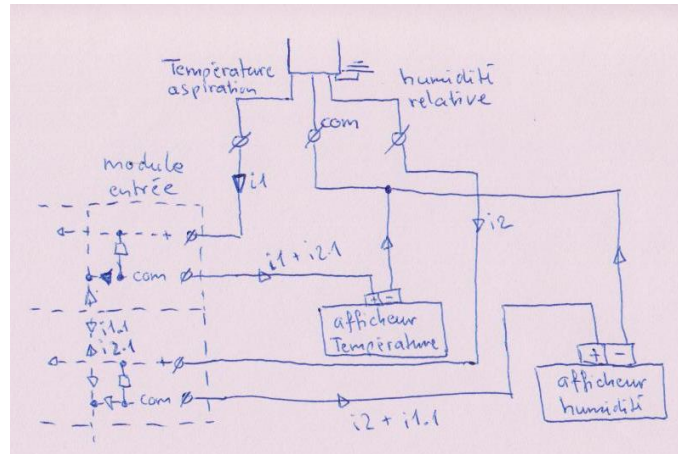 Température
aspiration
humidité
relative
com
module
entrée
i1
i2
+
i1 + i2.1
com
+ -
afficheur
Température
i1.1
i2.1
+
com
+ -
afficheur
humidité
i2 + i1.1